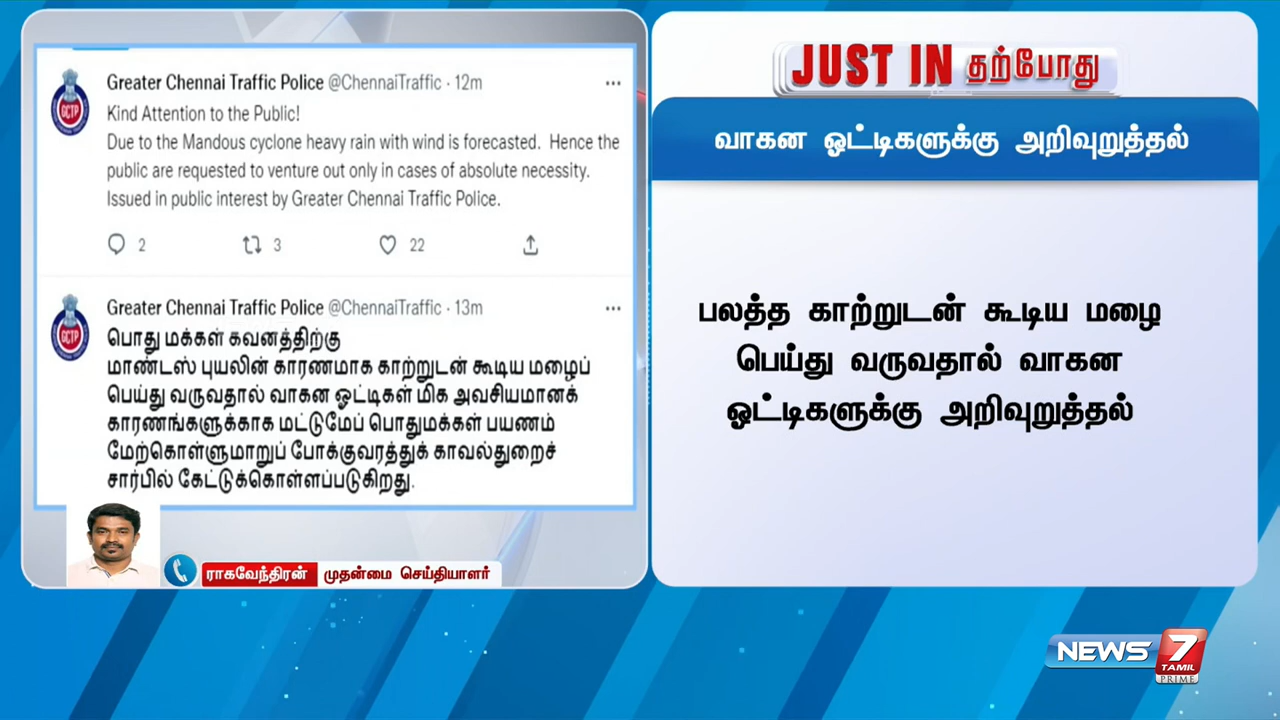 Greater Chennai Traffic Police @ChennaiTraffic · 12m
Kind Attention to the Public!
Due to the Mandous cyclone heavy rain with wind is forecasted. Hence the
public are requested to venture out only in cases of absolute necessity.
Issued in public interest by Greater Chennai Traffic Police.
2 3 22
Greater Chennai Traffic Police @ChennaiTraffic · 13m
பொது மக்கள் கவனத்திற்கு
மாண்டஸ் புயலின் காரணமாக காற்றுடன் கூடிய மழைப்
பெய்து வருவதால் வாகன ஓட்டிகள் மிக அவசியமானக்
காரணங்களுக்காக மட்டுமேப் பொதுமக்கள் பயணம்
மேற்கொள்ளுமாறுப் போக்குவரத்துக் காவல்துறைச்
சார்பில் கேட்டுக்கொள்ளப்படுகிறது.
GCTP
GCTP
ராகவேந்திரன் முதன்மை செய்தியாளர்
JUST IN தற்போது
வாகன ஓட்டிகளுக்கு அறிவுறுத்தல்
பலத்த காற்றுடன் கூடிய மழை
பெய்து வருவதால் வாகன
ஓட்டிகளுக்கு அறிவுறுத்தல்
NEWS 7
TAMIL
PRIME